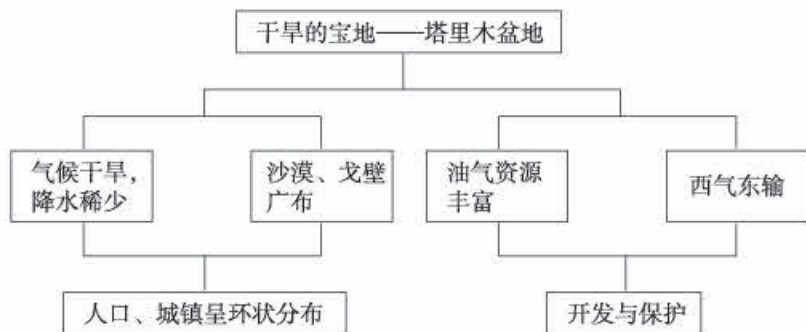 干旱的宝地——塔里木盆地
气候干旱，
降水稀少
沙漠、戈壁
广布
油气资源
丰富
西气东输
人口、城镇呈环状分布
开发与保护